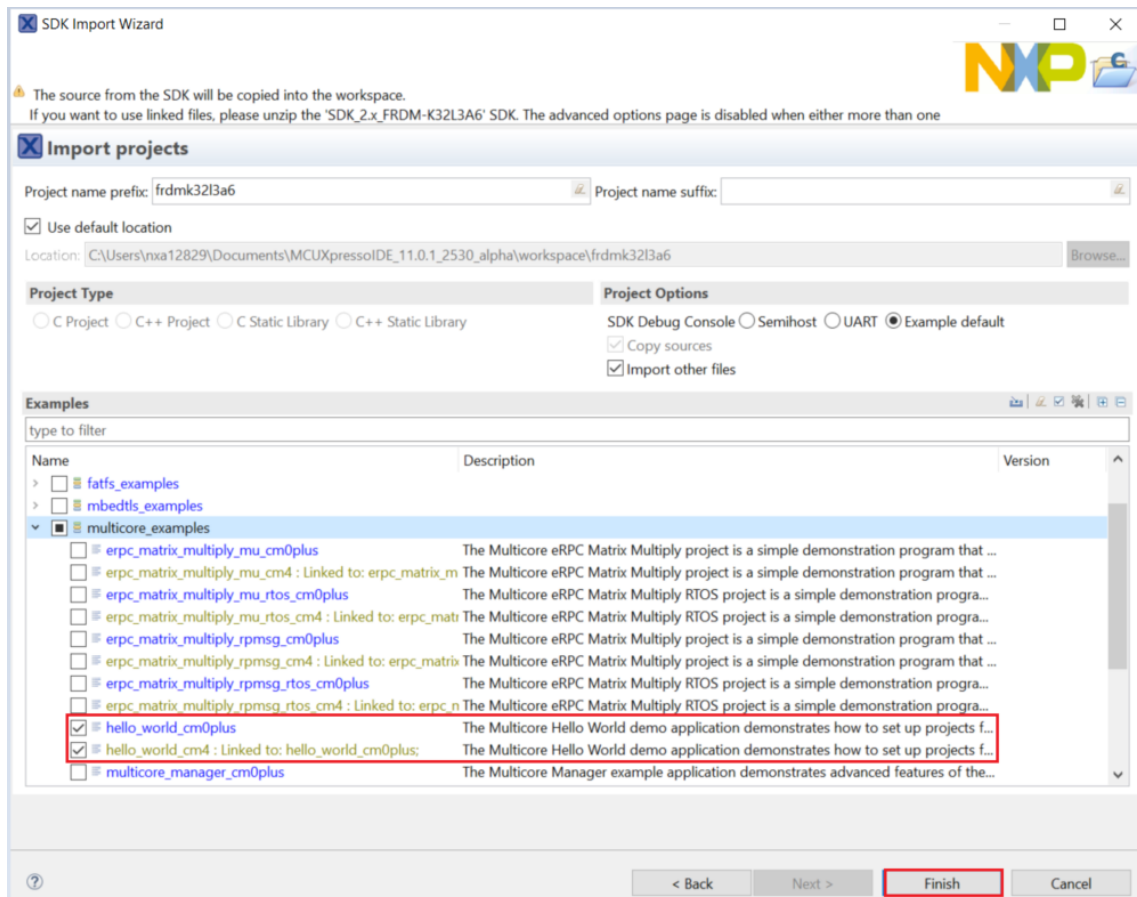 SDK Import Wizard
NXP
The source from the SDK will be copied into the workspace.
If you want to use linked files, please unzip the 'SDK_2.x_FRDM-K32L3A6' SDK. The advanced options page is disabled when either more than one
Import projects
Project name prefix: frdmk32l3a6 Project name suffix:
Use default location
Location: C:\Users\nxa12829\Documents\MCUXpressoIDE_11.0.1_2530_alpha\workspace\frdmk32l3a6 Browse...
Project Type Project Options
C Project C++ Project C Static Library C++ Static Library SDK Debug Console Semihost UART Example default
Copy sources
Import other files
Examples
type to filter
Name Description Version
fatfs_examples
mbedtls_examples
multicore_examples
erpc_matrix_multiply_mu_cm0plus The Multicore eRPC Matrix Multiply project is a simple demonstration program that ...
erpc_matrix_multiply_mu_cm4 : Linked to: erpc_matrix_m The Multicore eRPC Matrix Multiply project is a simple demonstration program that ...
erpc_matrix_multiply_mu_rtos_cm0plus The Multicore eRPC Matrix Multiply RTOS project is a simple demonstration progra...
erpc_matrix_multiply_mu_rtos_cm4 : Linked to: erpc_matr The Multicore eRPC Matrix Multiply RTOS project is a simple demonstration progra...
erpc_matrix_multiply_rpmsg_cm0plus The Multicore eRPC Matrix Multiply project is a simple demonstration program that ...
erpc_matrix_multiply_rpmsg_cm4 : Linked to: erpc_matrix The Multicore eRPC Matrix Multiply project is a simple demonstration program that ...
erpc_matrix_multiply_rpmsg_rtos_cm0plus The Multicore eRPC Matrix Multiply RTOS project is a simple demonstration progra...
erpc_matrix_multiply_rpmsg_rtos_cm4 : Linked to: erpc_n The Multicore eRPC Matrix Multiply RTOS project is a simple demonstration progra...
hello_world_cm0plus The Multicore Hello World demo application demonstrates how to set up projects f...
hello_world_cm4 : Linked to: hello_world_cm0plus; The Multicore Hello World demo application demonstrates how to set up projects f...
multicore_manager_cm0plus The Multicore Manager example application demonstrates advanced features of the...
< Back Next > Finish Cancel